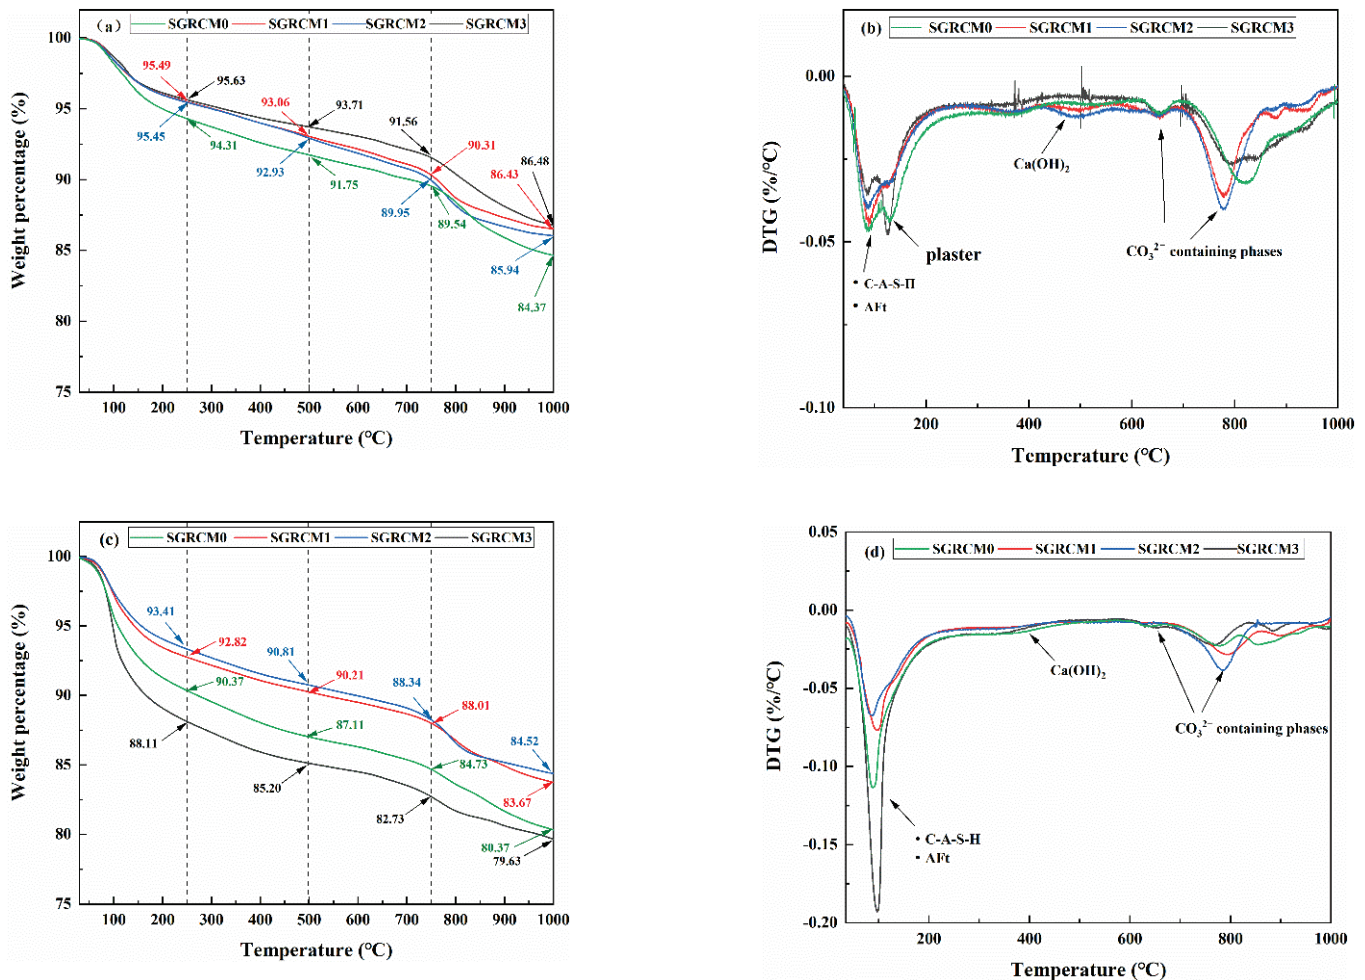 (a) SGRCM0 SGRCM1 SGRCM2 SGRCM3
Weight percentage (%)
100
95
90
85
80
75
95.49
95.63
95.45
94.31
93.06
93.71
92.93
91.75
91.56
90.31
89.95
89.54
86.48
86.43
85.94
84.37
100 200 300 400 500 600 700 800 900 1000
Temperature (℃)
(b) SGRCM0 SGRCM1 SGRCM2 SGRCM3
DTG (%/℃)
0.00
-0.05
-0.10
Ca(OH)2
plaster
CO3²⁻ containing phases
• C-A-S-H
• AFt
200 400 600 800 1000
Temperature (℃)
(c) SGRCM0 SGRCM1 SGRCM2 SGRCM3
Weight percentage (%)
100
95
90
85
80
75
93.41
92.82
90.37
88.11
90.81
90.21
87.11
85.20
88.34
88.01
84.73
82.73
84.52
83.67
80.37
79.63
100 200 300 400 500 600 700 800 900 1000
Temperature (℃)
(d) SGRCM0 SGRCM1 SGRCM2 SGRCM3
DTG (%/℃)
0.05
0.00
-0.05
-0.10
-0.15
-0.20
Ca(OH)2
CO3²⁻ containing phases
• C-A-S-H
• AFt
200 400 600 800 1000
Temperature (℃)